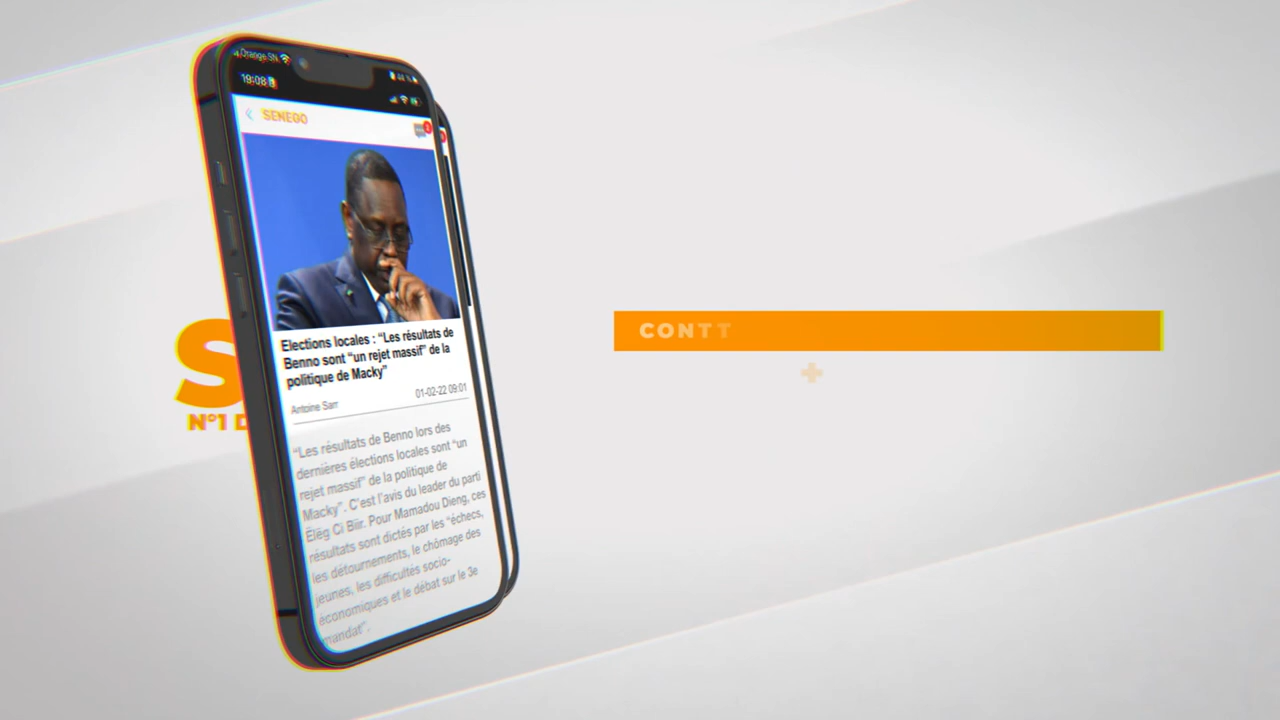 Orange SN
19:08
SENEGO
Elections locales : “Les résultats de
Benno sont “un rejet massif” de la
politique de Macky”
Antoine Sarr
01-02-22 09:01
“Les résultats de Benno lors des
dernières élections locales sont “un
rejet massif” de la politique de
Macky”. C’est l’avis du leader du parti
Élëg Ci Biir. Pour Mamadou Dieng, ces
résultats sont dictés par les “échecs,
les détournements, le chômage des
jeunes, les difficultés socio-
économiques et le débat sur le 3e
mandat”.
S
N°1 D
CONTT